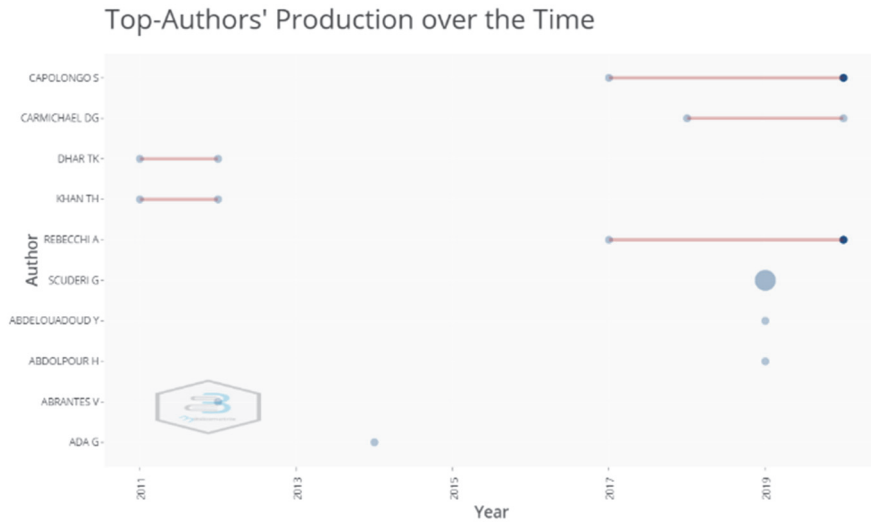 Top-Authors' Production over the Time
CAPOLONGO S
CARMICHAEL DG
DHAR TK
KHAN TH
REBECCHI A
SCUDERI G
ABDELOUADOUD Y
ABDOLPOUR H
ABRANTES V
ADA G
Author
2011
2013
2015
2017
2019
Year